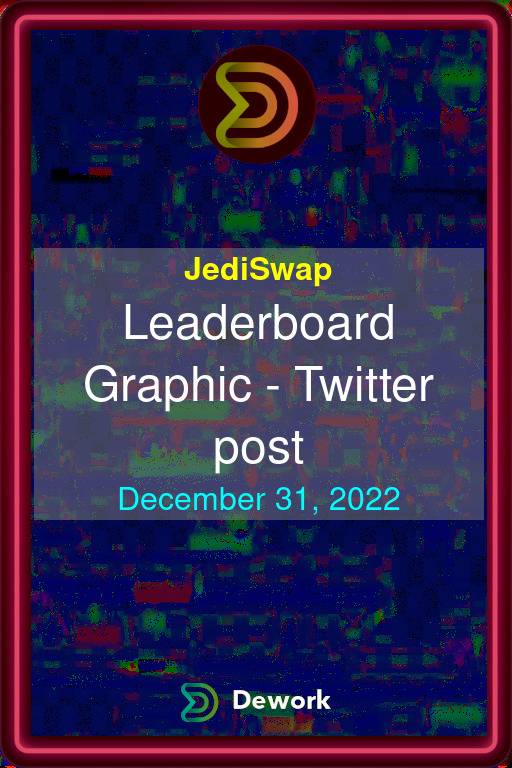 JediSwap
Leaderboard
Graphic - Twitter
post
December 31, 2022
Dework